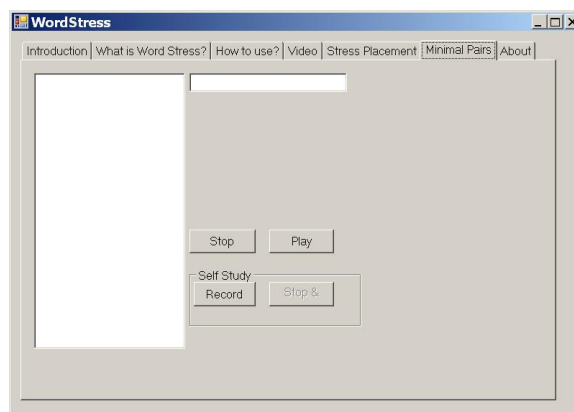 WordStress
Introduction What is Word Stress? How to use? Video Stress Placement Minimal Pairs About
Stop Play
Self Study
Record Stop &